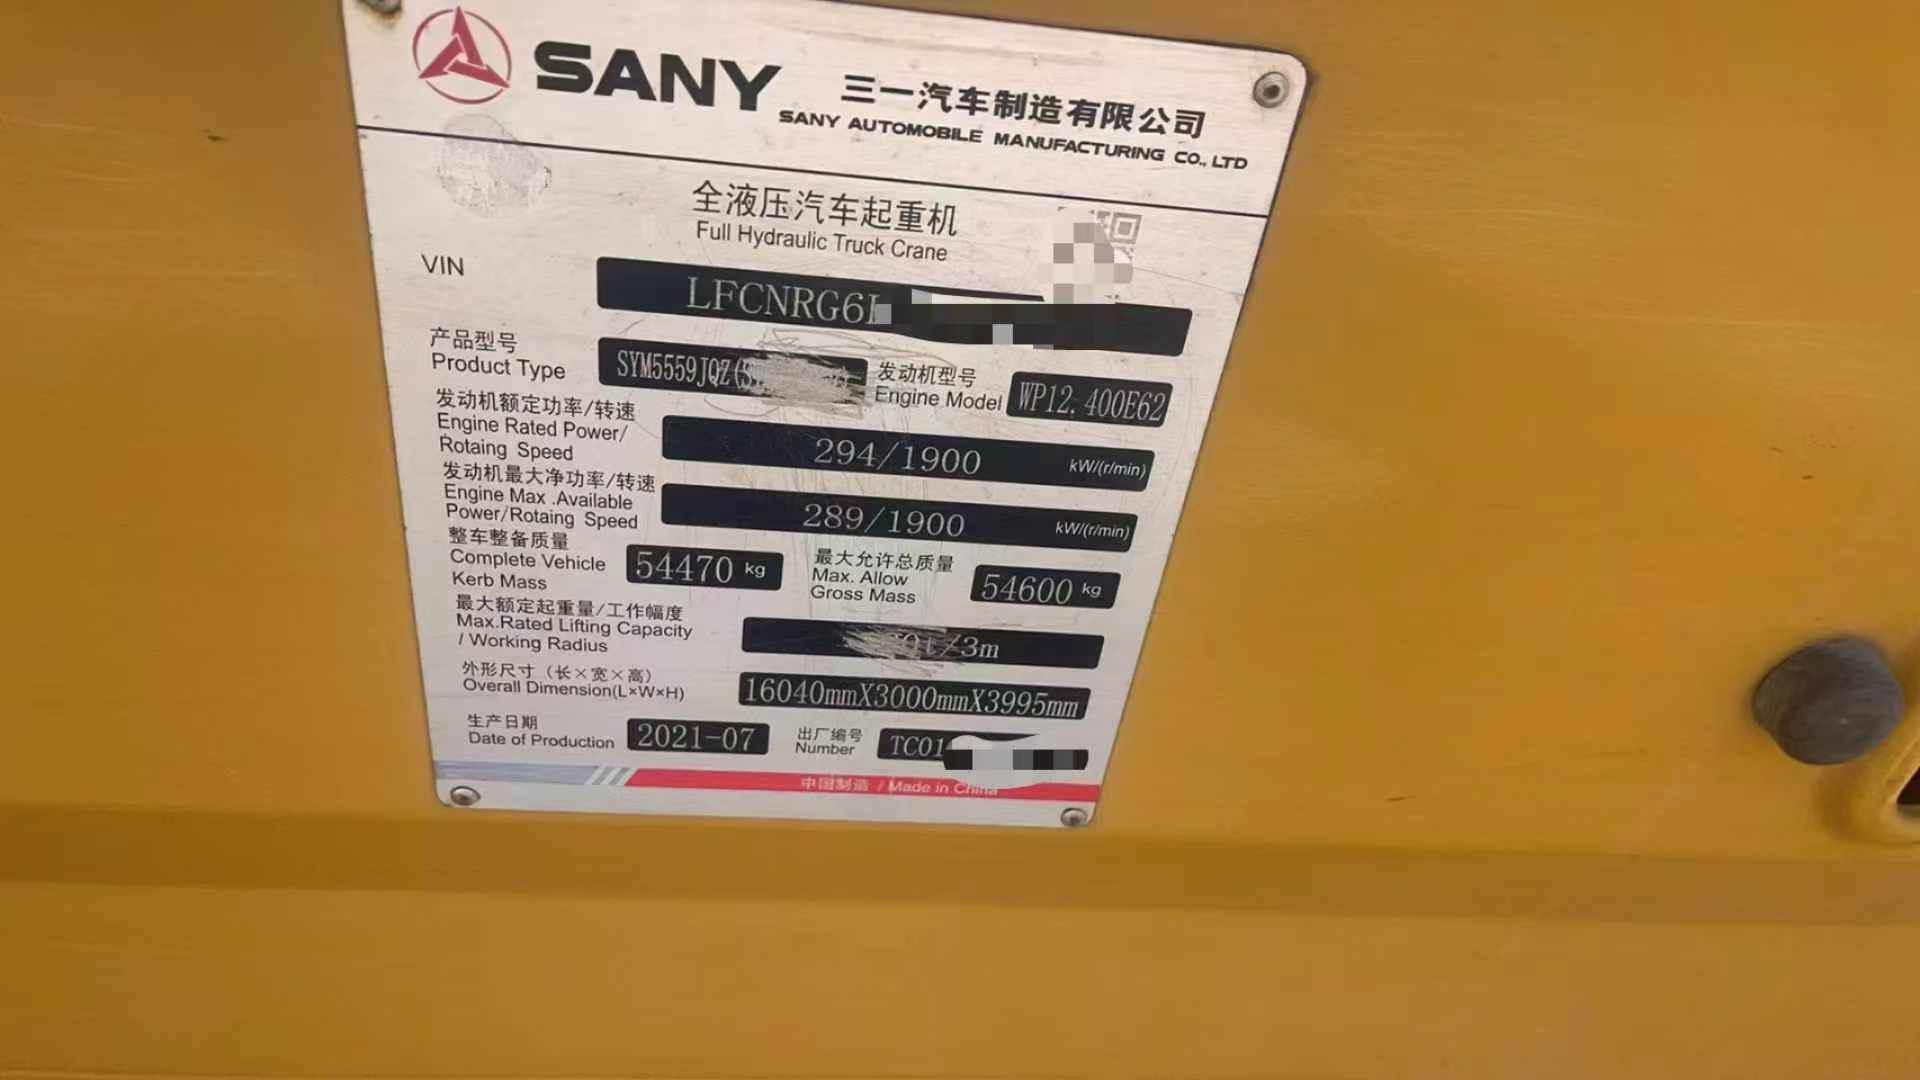 SANY 三一汽车制造有限公司
SANY AUTOMOBILE MANUFACTURING CO., LTD
全液压汽车起重机
Full Hydraulic Truck Crane
VIN LFCNRG6
产品型号
Product Type SYM5559JQZ(
发动机型号
Engine Model WP12.400E62
发动机额定功率/转速
Engine Rated Power/
Rotaing Speed 294/1900 kW/(r/min)
发动机最大净功率/转速
Engine Max .Available
Power/Rotaing Speed 289/1900 kW/(r/min)
整车整备质量
Complete Vehicle
Kerb Mass 54470 kg
最大允许总质量
Max. Allow
Gross Mass 54600 kg
最大额定起重量/工作幅度
Max.Rated Lifting Capacity
/ Working Radius 0t/3m
外形尺寸（长×宽×高）
Overall Dimension(L×W×H) 16040mmX3000mmX3995mm
生产日期
Date of Production 2021-07
出厂编号
Number TC01
中国制造 / Made in China